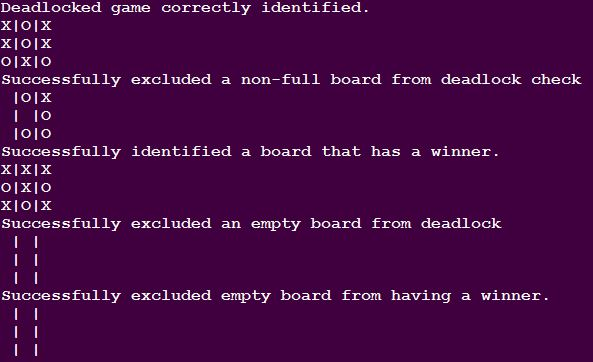 Deadlocked game correctly identified.
X|O|X
X|O|X
O|X|O
Successfully excluded a non-full board from deadlock check
 |O|X
 | |O
 |O|O
Successfully identified a board that has a winner.
X|X|X
O|X|O
X|O|X
Successfully excluded an empty board from deadlock
 | |
 | |
 | |
Successfully excluded empty board from having a winner.
 | |
 | |
 | |